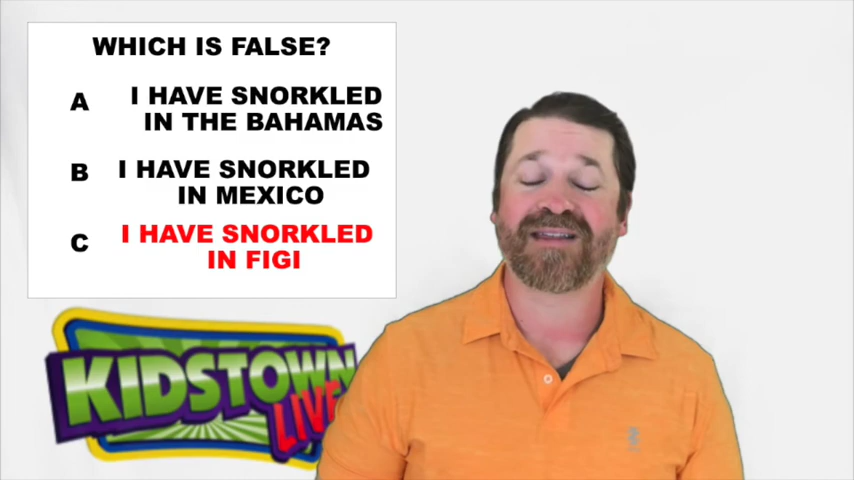 WHICH IS FALSE?
A I HAVE SNORKLED
IN THE BAHAMAS
B I HAVE SNORKLED
IN MEXICO
C I HAVE SNORKLED
IN FIGI
KIDSTOWN
LIVE